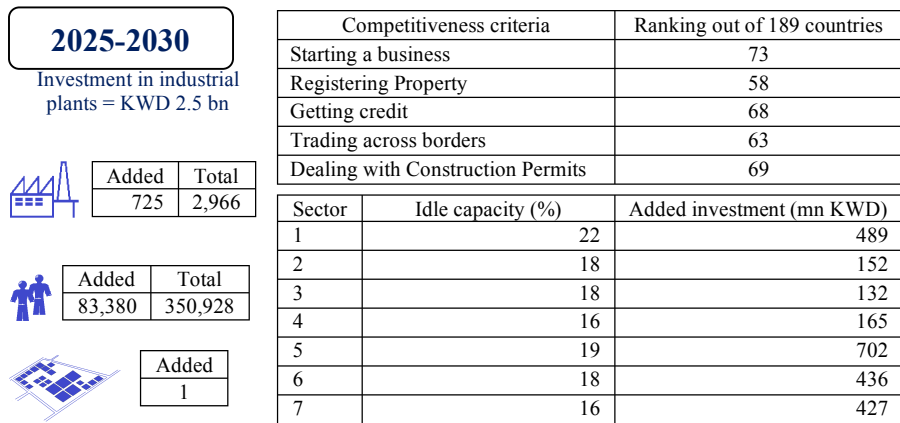 2025-2030
Investment in industrial
plants = KWD 2.5 bn
Added Total
725 2,966
Added Total
83,380 350,928
Added
1
Competitiveness criteria Ranking out of 189 countries
Starting a business 73
Registering Property 58
Getting credit 68
Trading across borders 63
Dealing with Construction Permits 69
Sector Idle capacity (%) Added investment (mn KWD)
1 22 489
2 18 152
3 18 132
4 16 165
5 19 702
6 18 436
7 16 427